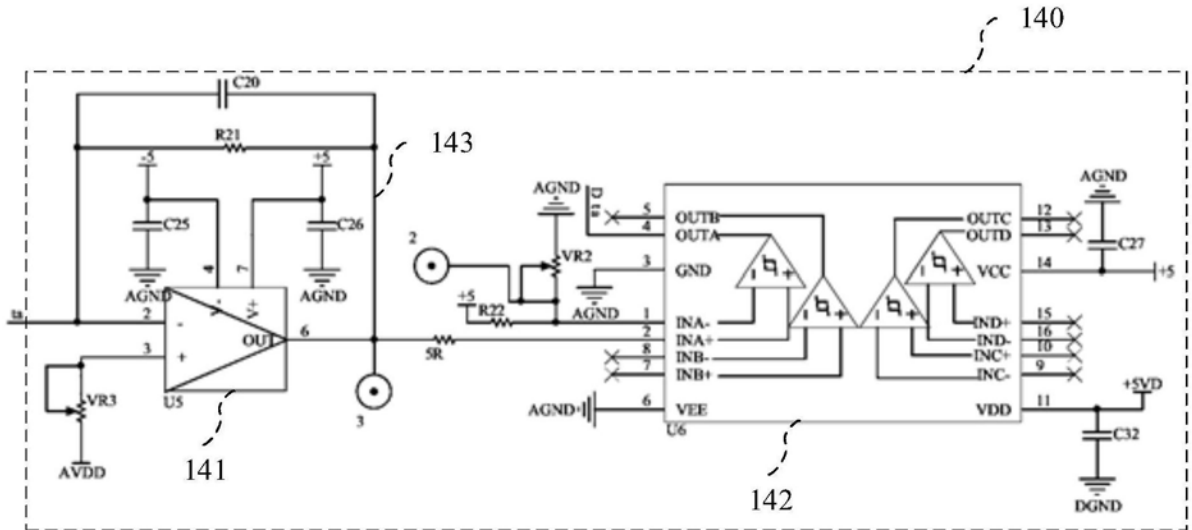 140
C20
R21
143
-5
+5
C25
C26
4
7
AGND
AGND
V-
V+
ta
2
-
3
+
OUT
6
U5
VR3
AVDD
141
3
5R
2
+5
R22
AGND
VR2
AGND
D ta
5
OUTB
4
OUTA
3
GND
1
INA-
2
INA+
8
INB-
7
INB+
AGND
6
VEE
U6
142
OUTC
12
OUTD
13
VCC
14
IND+
15
IND-
16
INC+
10
INC-
9
VDD
11
AGND
C27
+5
+5VD
C32
DGND